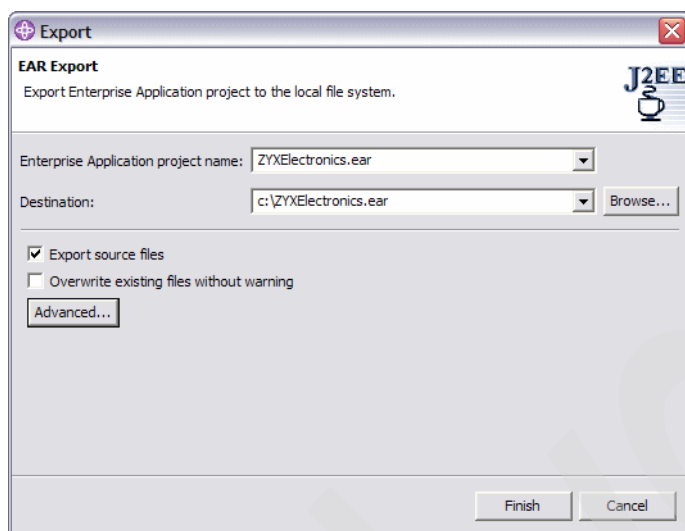 Export
EAR Export
Export Enterprise Application project to the local file system.
J2EE
Enterprise Application project name: ZYXElectronics.ear
Destination: c:\ZYXElectronics.ear Browse...
Export source files
Overwrite existing files without warning
Advanced...
Finish Cancel